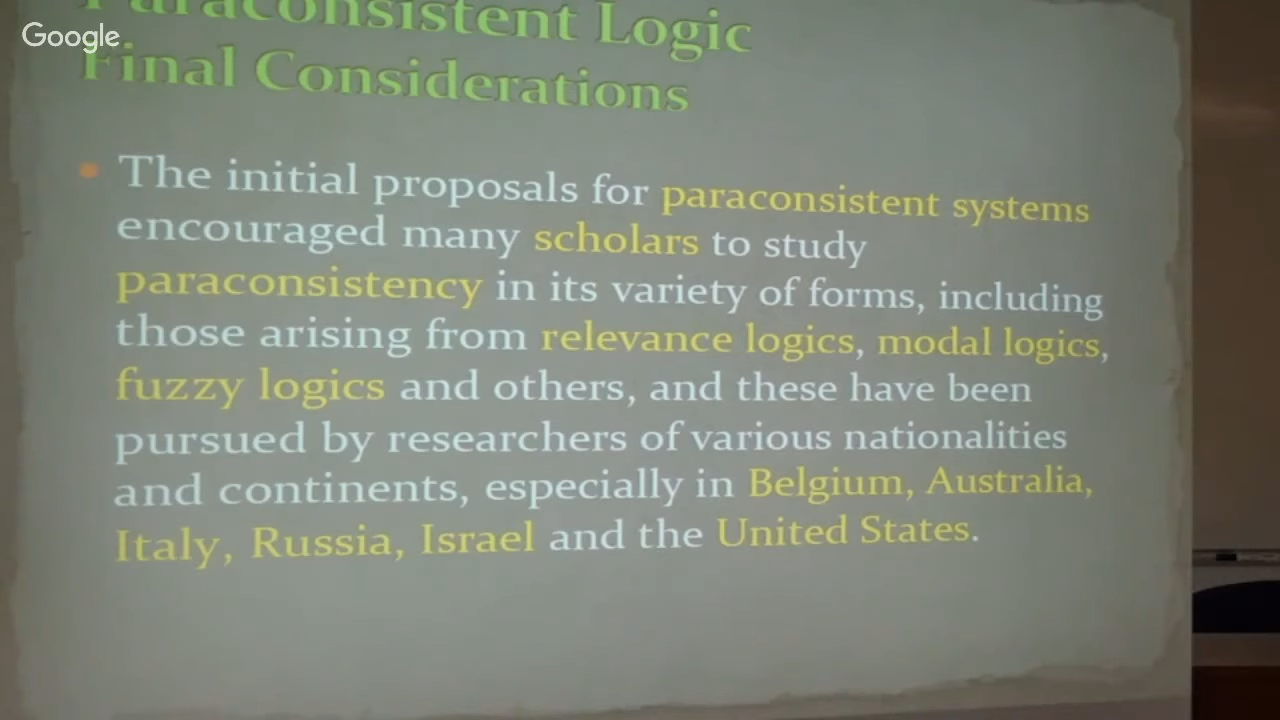 Google
Paraconsistent Logic
Final Considerations
The initial proposals for paraconsistent systems
encouraged many scholars to study
paraconsistency in its variety of forms, including
those arising from relevance logics, modal logics,
fuzzy logics and others, and these have been
pursued by researchers of various nationalities
and continents, especially in Belgium, Australia,
Italy, Russia, Israel and the United States.